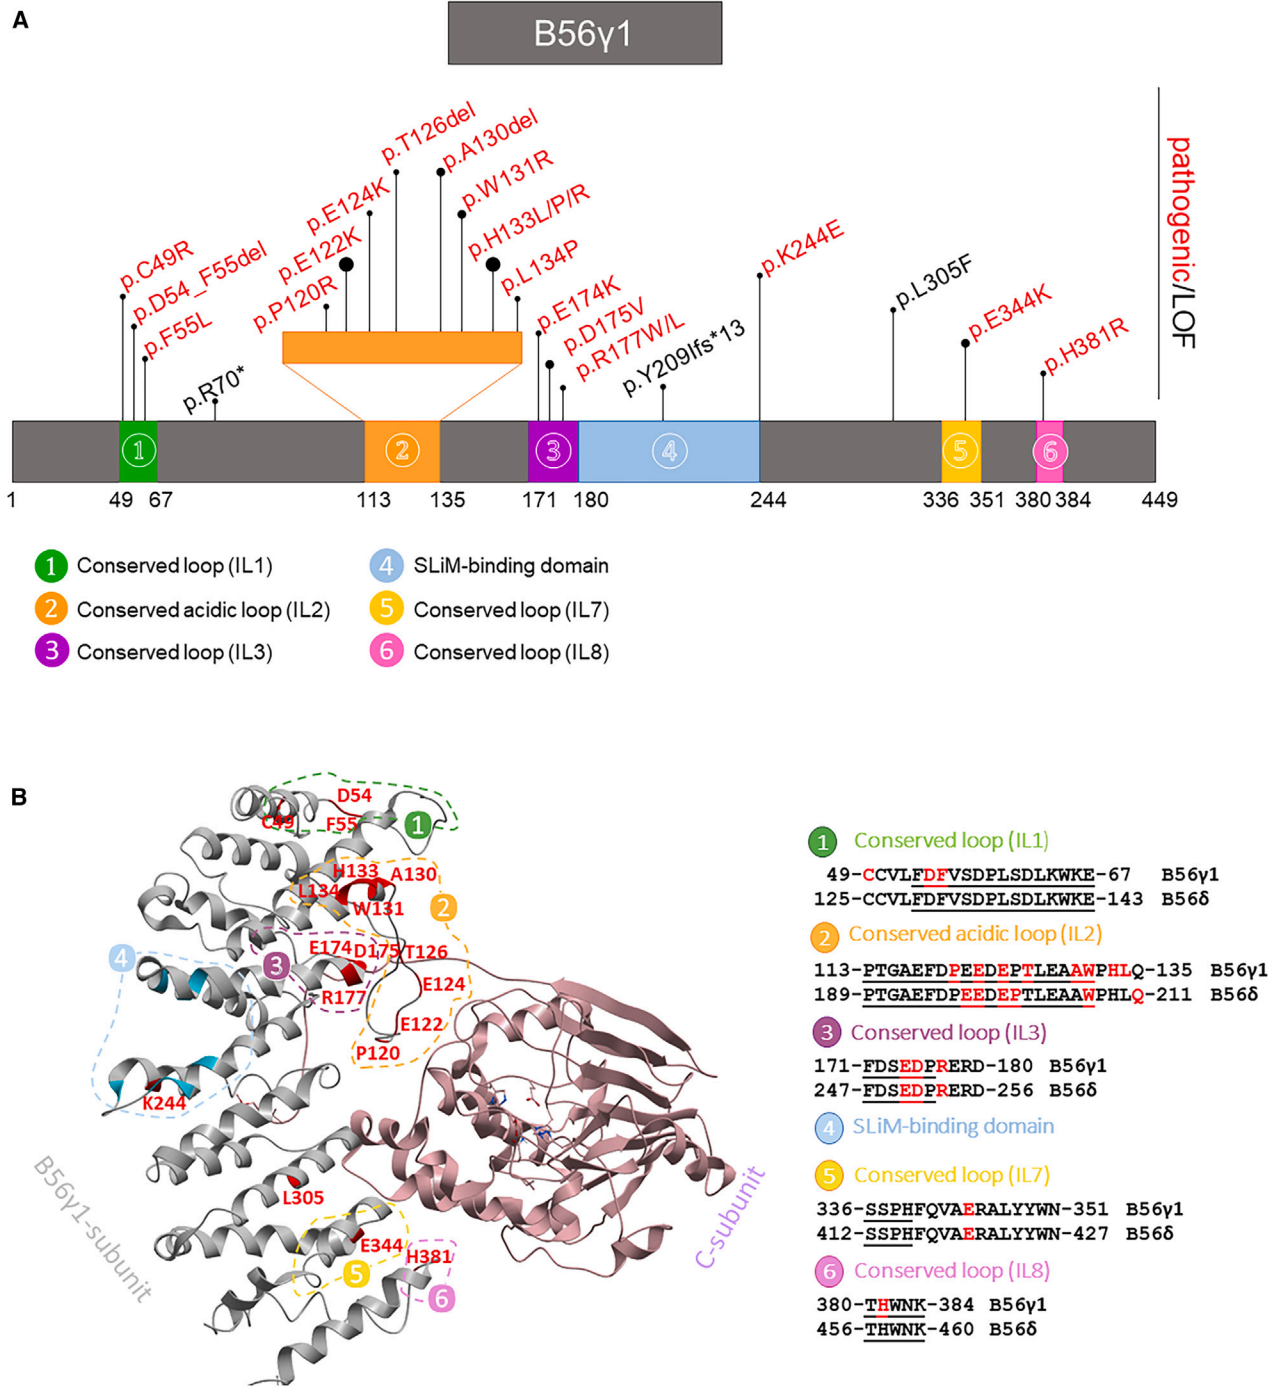 A
B56γ1
p.C49R
p.D54_F55del
p.F55L
p.R70*
p.P120R
p.E122K
p.E124K
p.T126del
p.A130del
p.W131R
p.H133L/P/R
p.L134P
p.E174K
p.D175V
p.R177W/L
p.Y209Ifs*13
p.K244E
p.L305F
p.E344K
p.H381R
pathogenic/LOF
1 2 3 4 5 6
1 49 67 113 135 171 180 244 336 351 380 384 449
1 Conserved loop (IL1)
2 Conserved acidic loop (IL2)
3 Conserved loop (IL3)
4 SLiM-binding domain
5 Conserved loop (IL7)
6 Conserved loop (IL8)
B
D54
C49
F55
1
H133
A130
L134
W131
2
E174
D175
T126
3
4
E124
R177
E122
P120
K244
L305
E344
H381
5
6
B56γ1-subunit
C-subunit
1 Conserved loop (IL1)
49-CCVLFDFVSDPLSDLKWKE-67 B56γ1
125-CCVLFDFVSDPLSDLKWKE-143 B56δ
2 Conserved acidic loop (IL2)
113-PTGAEFDPEEDEPTLEAAWPHLQ-135 B56γ1
189-PTGAEFDPEEDEPTLEAAWPHLQ-211 B56δ
3 Conserved loop (IL3)
171-FDSEDPRERD-180 B56γ1
247-FDSEDPRERD-256 B56δ
4 SLiM-binding domain
5 Conserved loop (IL7)
336-SSPHFQVAERALYYWN-351 B56γ1
412-SSPHFQVAERALYYWN-427 B56δ
6 Conserved loop (IL8)
380-THWNK-384 B56γ1
456-THWNK-460 B56δ